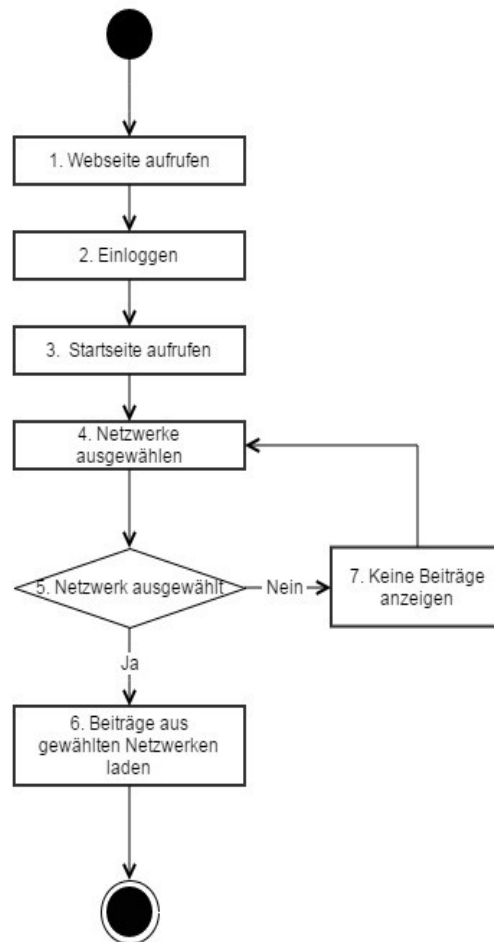 1. Webseite aufrufen
2. Einloggen
3. Startseite aufrufen
4. Netzwerke
ausgewählen
5. Netzwerk ausgewählt
Nein
7. Keine Beiträge
anzeigen
Ja
6. Beiträge aus
gewählten Netzwerken
laden